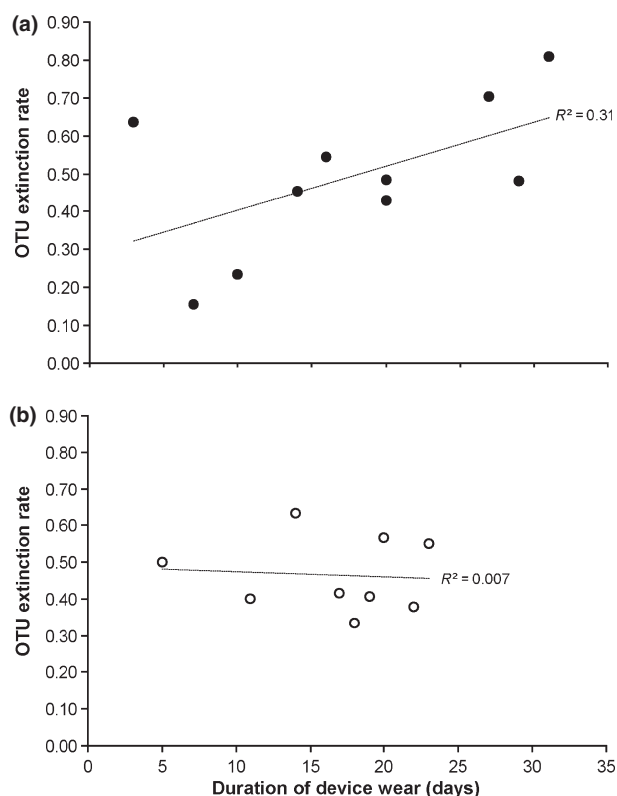 (a)
0.90
0.80
0.70
0.60
0.50
0.40
0.30
0.20
0.10
0.00
OTU extinction rate
R² = 0.31
(b)
0.90
0.80
0.70
0.60
0.50
0.40
0.30
0.20
0.10
0.00
OTU extinction rate
R² = 0.007
0 5 10 15 20 25 30 35
Duration of device wear (days)